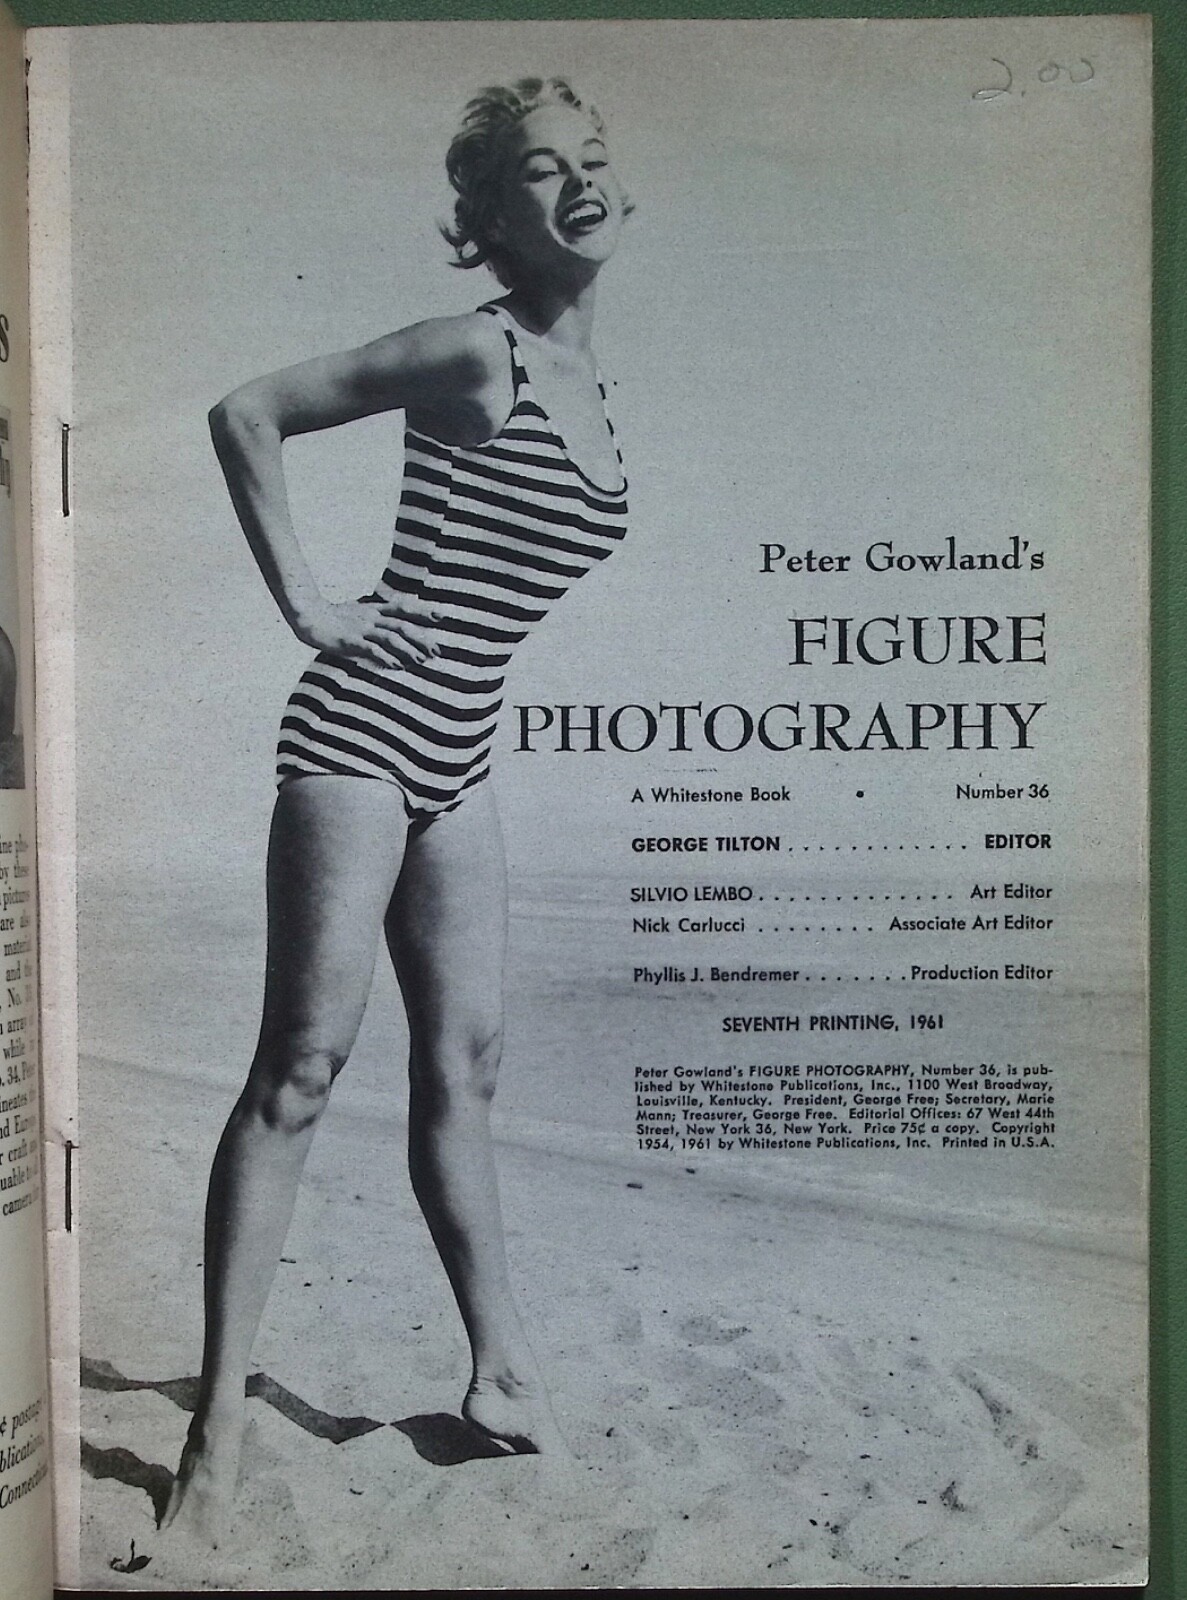 2.00
Peter Gowland's
FIGURE
PHOTOGRAPHY
A Whitestone Book • Number 36
GEORGE TILTON . . . . . . . . . . . . EDITOR
SILVIO LEMBO . . . . . . . . . . . . . . Art Editor
Nick Carlucci . . . . . . . . Associate Art Editor
Phyllis J. Bendremer . . . . . . . Production Editor
SEVENTH PRINTING, 1961
Peter Gowland's FIGURE PHOTOGRAPHY, Number 36, is pub-
lished by Whitestone Publications, Inc., 1100 West Broadway,
Louisville, Kentucky. President, George Free; Secretary, Marie
Mann; Treasurer, George Free. Editorial Offices: 67 West 44th
Street, New York 36, New York. Price 75¢ a copy. Copyright
1954, 1961 by Whitestone Publications, Inc. Printed in U.S.A.